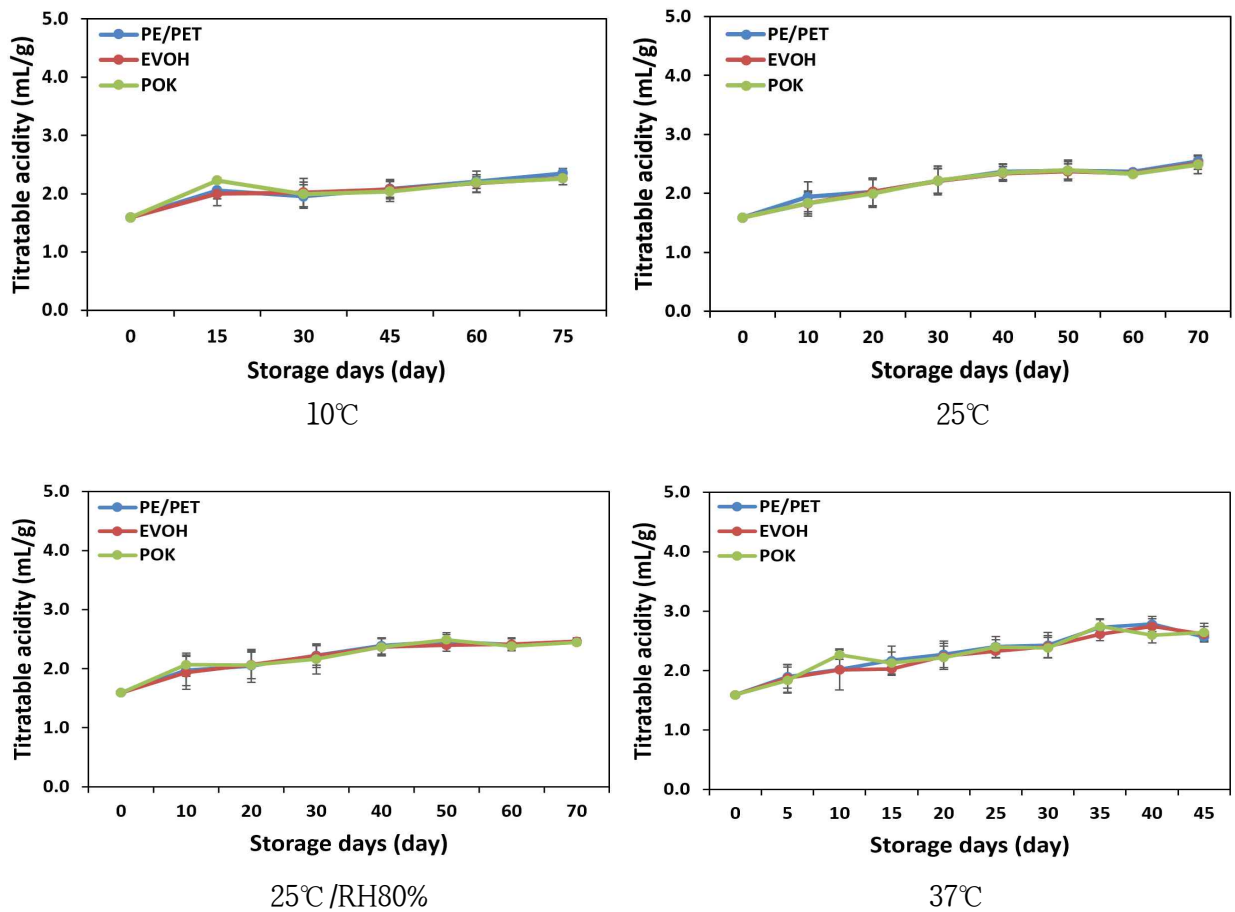 Titratable acidity (mL/g)
5.0
4.0
3.0
2.0
1.0
0.0
PE/PET
EVOH
POK
0 15 30 45 60 75
Storage days (day)
10℃
Titratable acidity (mL/g)
5.0
4.0
3.0
2.0
1.0
0.0
PE/PET
EVOH
POK
0 10 20 30 40 50 60 70
Storage days (day)
25℃
Titratable acidity (mL/g)
5.0
4.0
3.0
2.0
1.0
0.0
PE/PET
EVOH
POK
0 10 20 30 40 50 60 70
Storage days (day)
25℃/RH80%
Titratable acidity (mL/g)
5.0
4.0
3.0
2.0
1.0
0.0
PE/PET
EVOH
POK
0 5 10 15 20 25 30 35 40 45
Storage days (day)
37℃